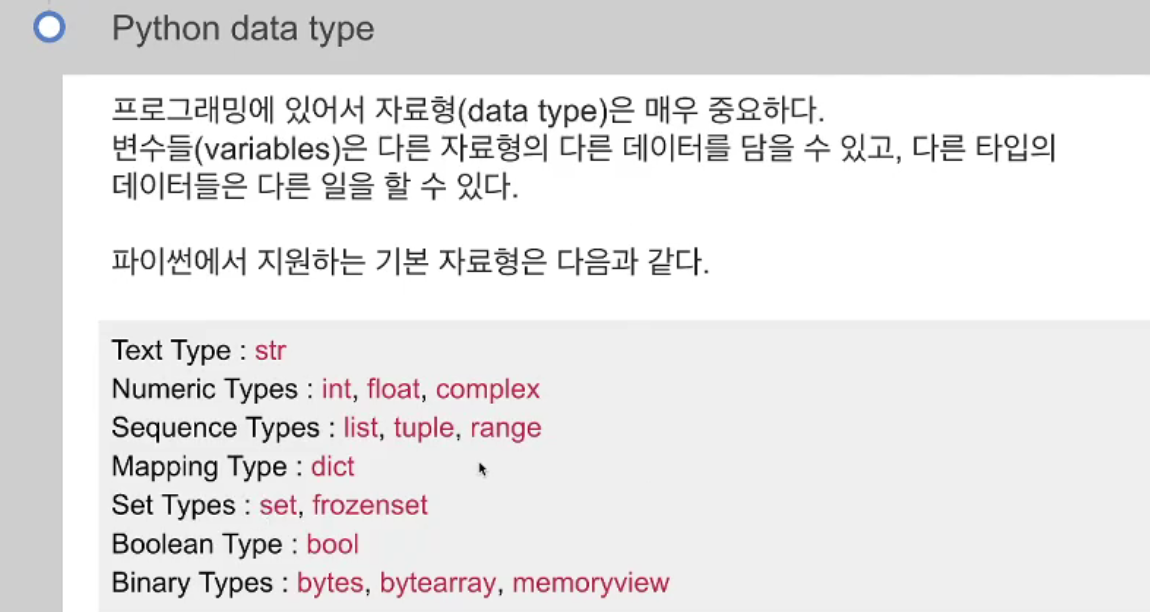 Python data type
프로그래밍에 있어서 자료형(data type)은 매우 중요하다.
변수들(variables)은 다른 자료형의 다른 데이터를 담을 수 있고, 다른 타입의
데이터들은 다른 일을 할 수 있다.
파이썬에서 지원하는 기본 자료형은 다음과 같다.
Text Type : str
Numeric Types : int, float, complex
Sequence Types : list, tuple, range
Mapping Type : dict
Set Types : set, frozenset
Boolean Type : bool
Binary Types : bytes, bytearray, memoryview